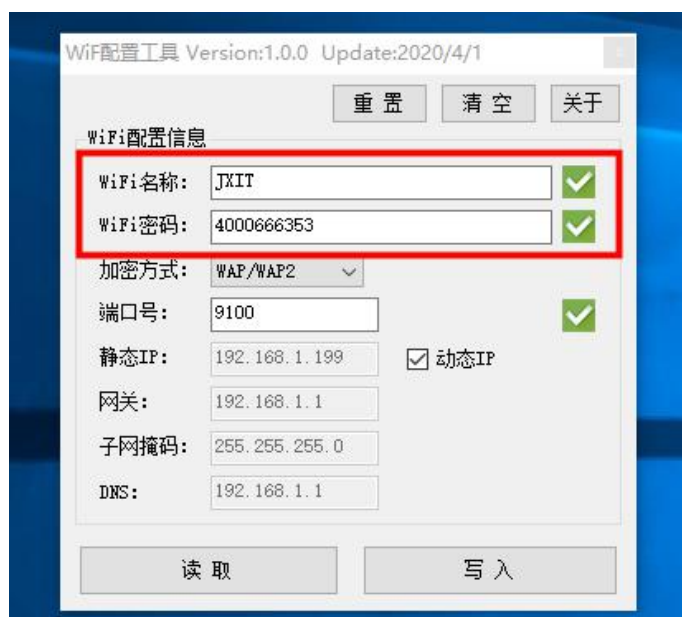 WiF配置工具 Version:1.0.0 Update:2020/4/1
重置 清空 关于
WiFi配置信息
WiFi名称: JXIT
WiFi密码: 4000666353
加密方式: WAP/WAP2
端口号: 9100
静态IP: 192.168.1.199 动态IP
网关: 192.168.1.1
子网掩码: 255.255.255.0
DNS: 192.168.1.1
读取 写入